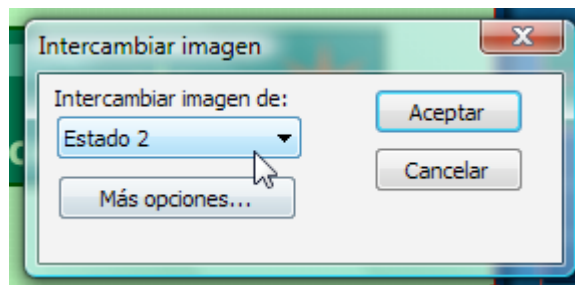 Intercambiar imagen
Intercambiar imagen de:
Estado 2
Aceptar
Cancelar
Más opciones...